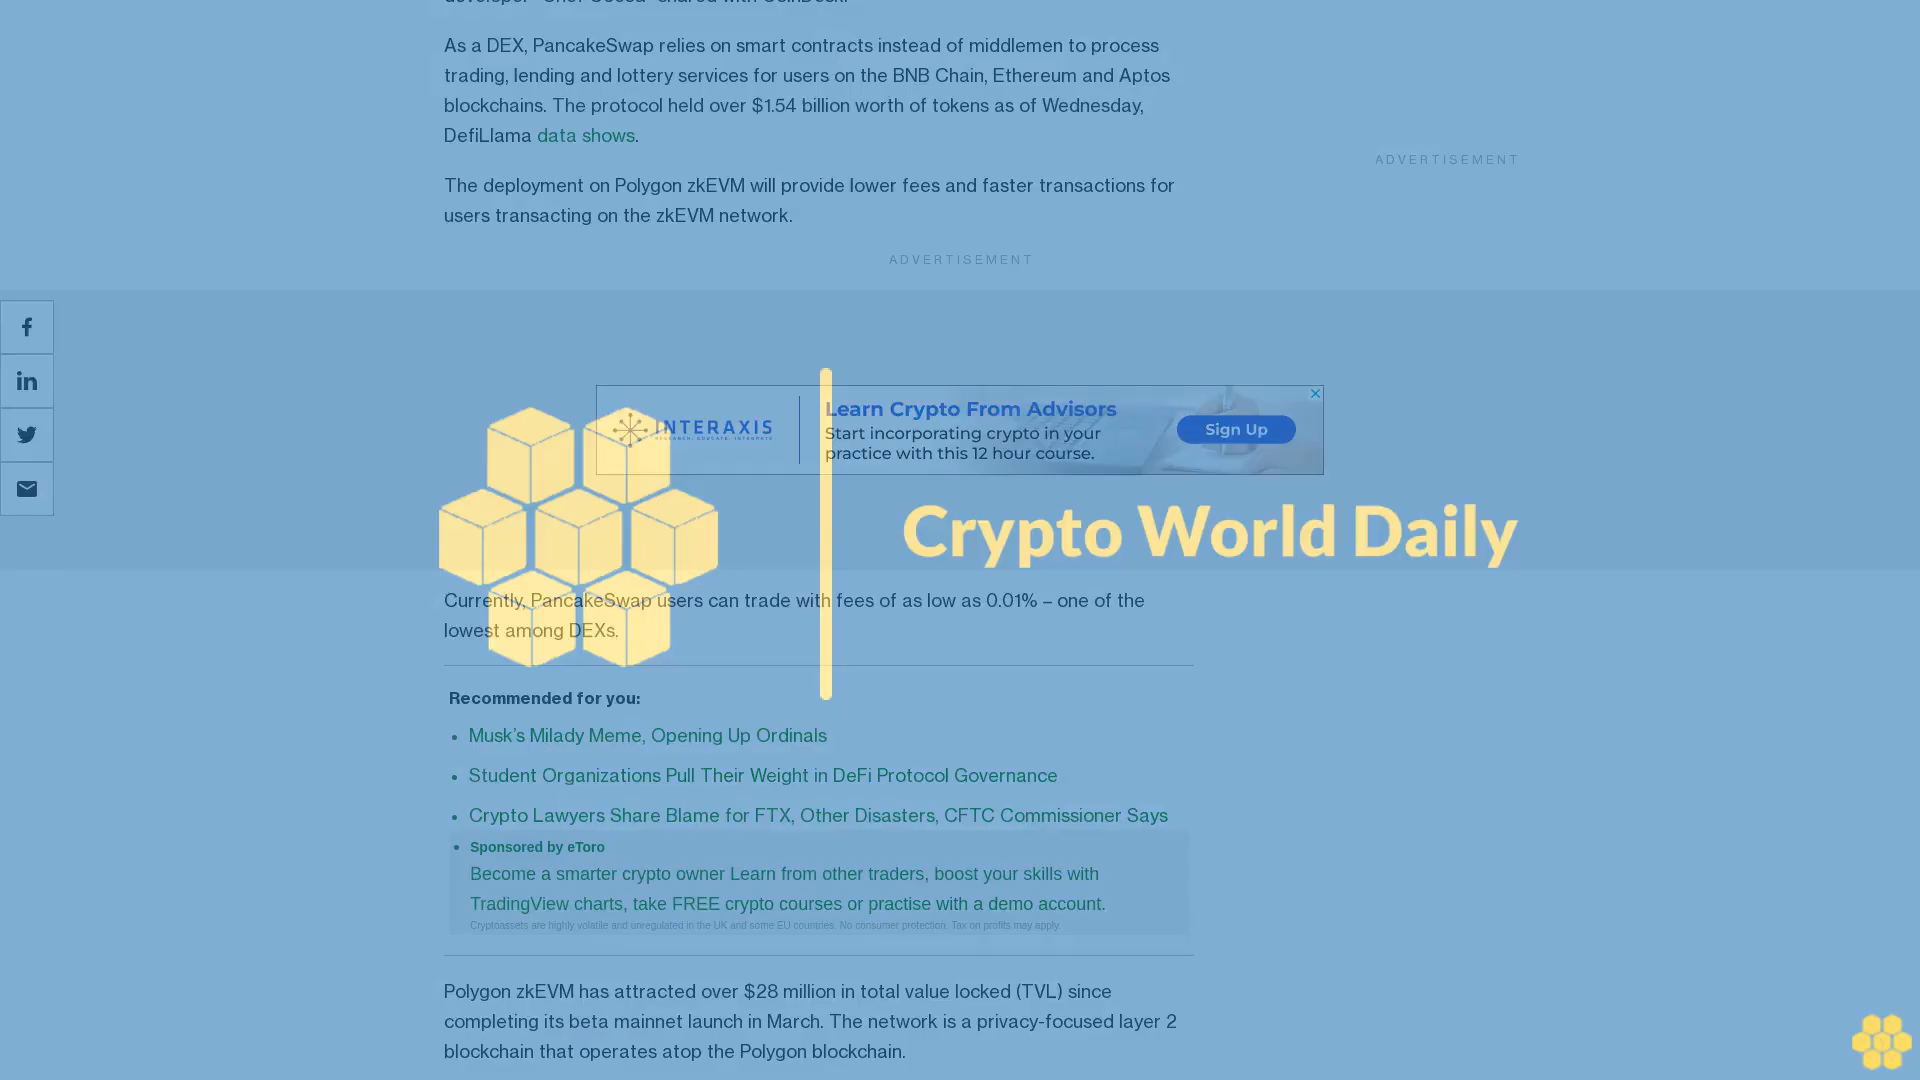 As a DEX, PancakeSwap relies on smart contracts instead of middlemen to process
trading, lending and lottery services for users on the BNB Chain, Ethereum and Aptos
blockchains. The protocol held over $1.54 billion worth of tokens as of Wednesday,
DefiLlama data shows.
ADVERTISEMENT
The deployment on Polygon zkEVM will provide lower fees and faster transactions for
users transacting on the zkEVM network.
ADVERTISEMENT
INTERAXIS
RESEARCH. EDUCATE. INTEGRATE
Learn Crypto From Advisors
Start incorporating crypto in your
practice with this 12 hour course.
Sign Up
Crypto World Daily
Currently, PancakeSwap users can trade with fees of as low as 0.01% – one of the
lowest among DEXs.
Recommended for you:
• Musk's Milady Meme, Opening Up Ordinals
• Student Organizations Pull Their Weight in DeFi Protocol Governance
• Crypto Lawyers Share Blame for FTX, Other Disasters, CFTC Commissioner Says
• Sponsored by eToro
Become a smarter crypto owner Learn from other traders, boost your skills with
TradingView charts, take FREE crypto courses or practise with a demo account.
Cryptoassets are highly volatile and unregulated in the UK and some EU countries. No consumer protection. Tax on profits may apply.
Polygon zkEVM has attracted over $28 million in total value locked (TVL) since
completing its beta mainnet launch in March. The network is a privacy-focused layer 2
blockchain that operates atop the Polygon blockchain.